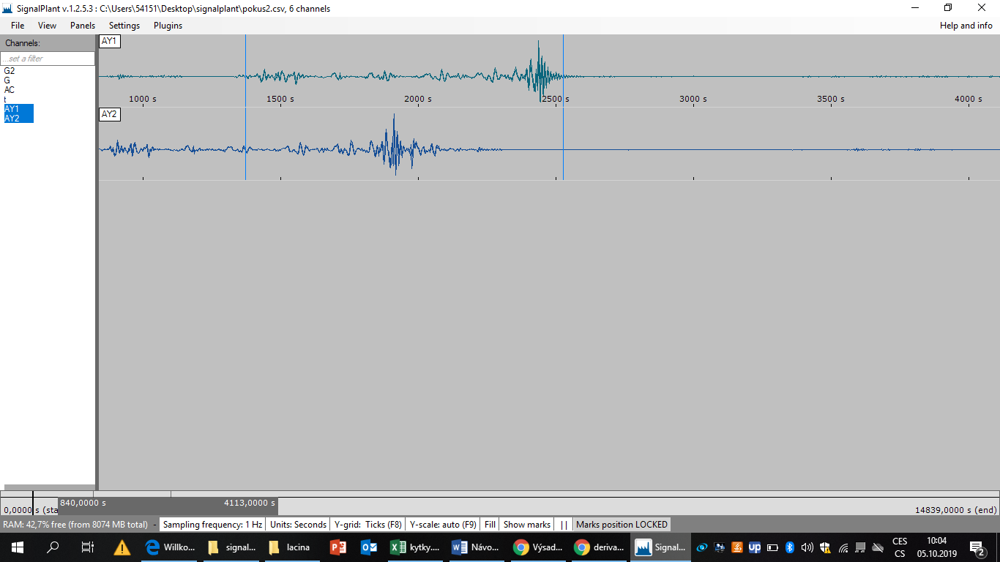 SignalPlant v.1.2.5.3 : C:\Users\54151\Desktop\signalplant\pokus2.csv, 6 channels
File View Panels Settings Plugins Help and info
Channels:
...set a filter
G2
G
AC
t
AY1
AY2
AY1
1000 s 1500 s 2000 s 2500 s 3000 s 3500 s 4000 s
AY2
0,0000 s (sta 840,0000 s 4113,0000 s 14839,0000 s (end)
RAM: 42,7% free (from 8074 MB total) - Sampling frequency: 1 Hz Units: Seconds Y-grid: Ticks (F8) Y-scale: auto (F9) Fill Show marks || Marks position LOCKED
Willko... signal... lacina kytky.... Návo... Výsad... deriva... Signal... up CES CS 10:04 05.10.2019 2